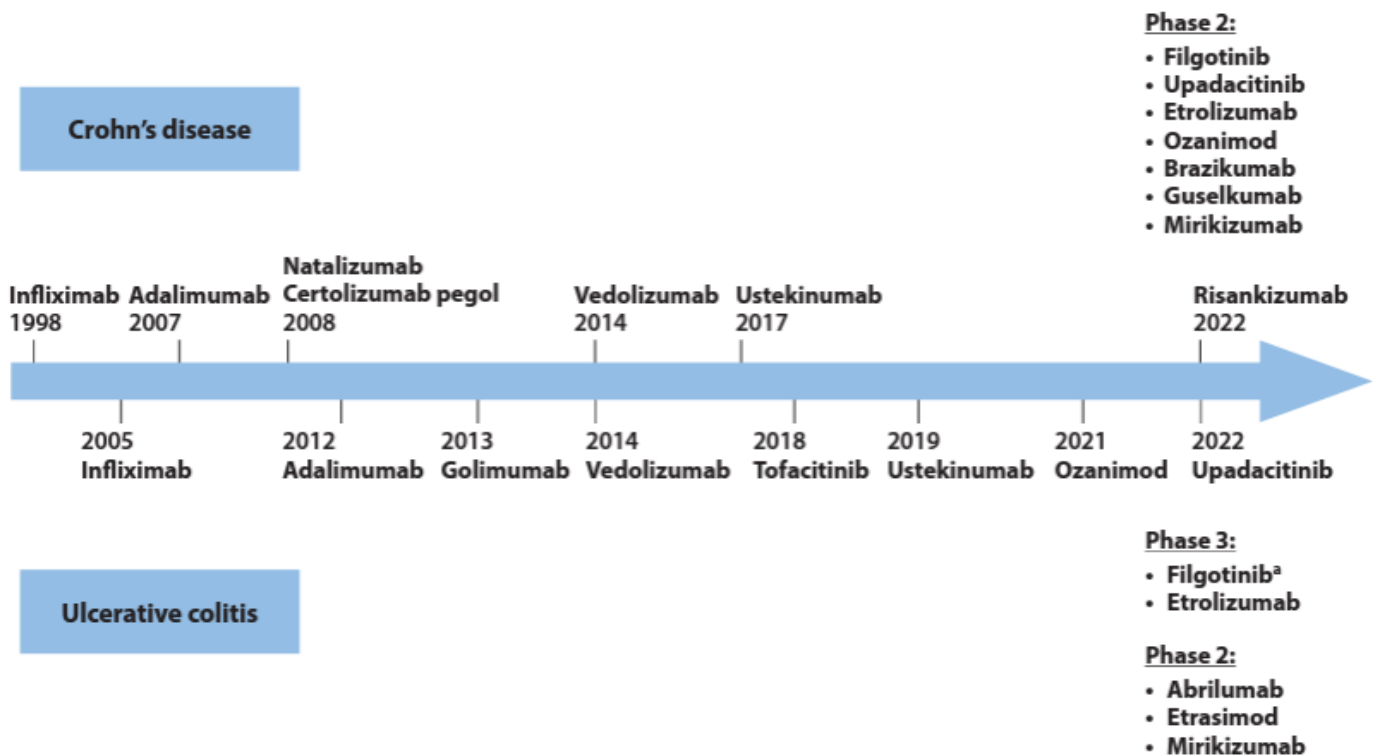 Phase 2:
• Filgotinib
• Upadacitinib
• Etrolizumab
• Ozanimod
• Brazikumab
• Guselkumab
• Mirikizumab
Crohn’s disease
Natalizumab
Infliximab Adalimumab Certolizumab pegol Vedolizumab Ustekinumab Risankizumab
1998 2007 2008 2014 2017 2022
2005 2012 2013 2014 2018 2019 2021 2022
Infliximab Adalimumab Golimumab Vedolizumab Tofacitinib Ustekinumab Ozanimod Upadacitinib
Ulcerative colitis
Phase 3:
• Filgotinibᵃ
• Etrolizumab
Phase 2:
• Abrilumab
• Etrasimod
• Mirikizumab